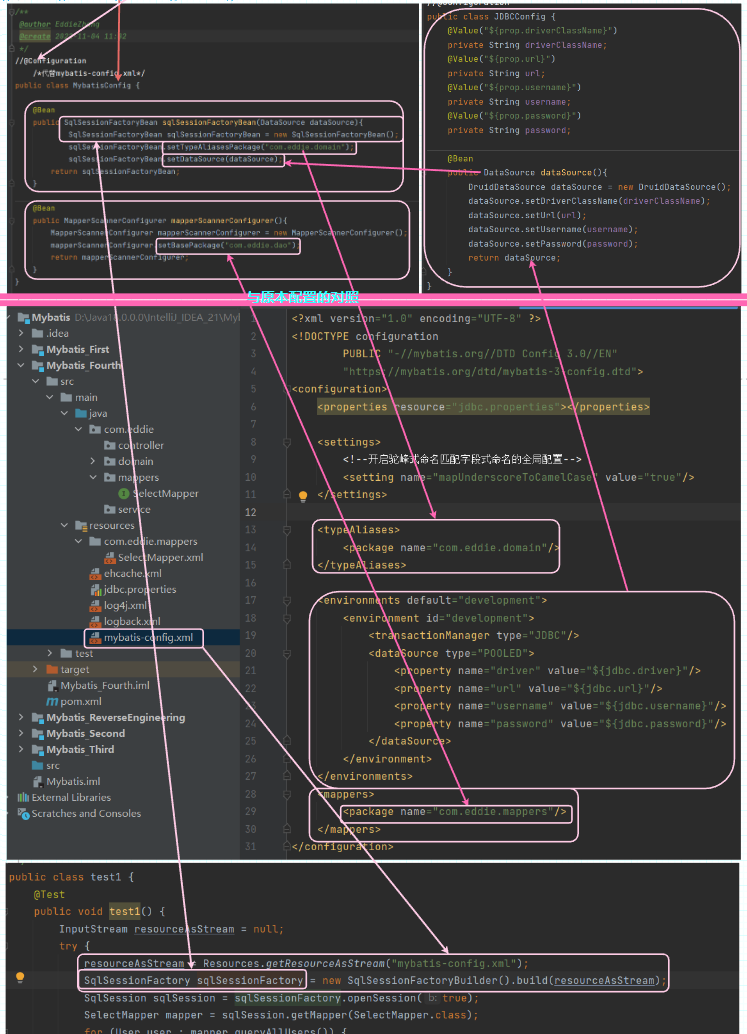 /**
@author EddieZhang
@create
*/
//@Configuration
/*代替mybatis-config.xml*/
public class MybatisConfig {
@Bean
public SqlSessionFactoryBean sqlSessionFactoryBean(DataSource dataSource){
SqlSessionFactoryBean sqlSessionFactoryBean = new SqlSessionFactoryBean();
sqlSessionFactoryBean.setTypeAliasesPackage("com.eddie.domain");
sqlSessionFactoryBean.setDataSource(dataSource);
return sqlSessionFactoryBean;
}
@Bean
public MapperScannerConfigurer mapperScannerConfigurer(){
MapperScannerConfigurer mapperScannerConfigurer = new MapperScannerConfigurer();
mapperScannerConfigurer.setBasePackage("com.eddie.dao");
return mapperScannerConfigurer;
}
}
public class JDBCConfig {
@Value("${prop.driverClassName}")
private String driverClassName;
@Value("${prop.url}")
private String url;
@Value("${prop.username}")
private String username;
@Value("${prop.password}")
private String password;
@Bean
public DataSource dataSource(){
DruidDataSource dataSource = new DruidDataSource();
dataSource.setDriverClassName(driverClassName);
dataSource.setUrl(url);
dataSource.setUsername(username);
dataSource.setPassword(password);
return dataSource;
}
}
与原本配置的对照
Mybatis D:\Java1
.idea
Mybatis_First
Mybatis_Fourth
src
main
java
com.eddie
controller
domain
mappers
SelectMapper
service
resources
com.eddie.mappers
SelectMapper.xml
ehcache.xml
jdbc.properties
log4j.xml
logback.xml
mybatis-config.xml
test
target
Mybatis_Fourth.iml
pom.xml
Mybatis_ReverseEngineering
Mybatis_Second
Mybatis_Third
src
Mybatis.iml
External Libraries
Scratches and Consoles
<?xml version="1.0" encoding="UTF-8" ?>
2 <!DOCTYPE configuration
3 PUBLIC "-//mybatis.org//DTD Config 3.0//EN"
4 "https://mybatis.org/dtd/mybatis-3-config.dtd">
5 <configuration>
6 <properties resource="jdbc.properties"></properties>
7
8 <settings>
9 <!--开启驼峰式命名匹配字段式命名的全局配置-->
10 <setting name="mapUnderscoreToCamelCase" value="true"/>
11 </settings>
12
13 <typeAliases>
14 <package name="com.eddie.domain"/>
15 </typeAliases>
16
17 <environments default="development">
18 <environment id="development">
19 <transactionManager type="JDBC"/>
20 <dataSource type="POOLED">
21 <property name="driver" value="${jdbc.driver}"/>
22 <property name="url" value="${jdbc.url}"/>
23 <property name="username" value="${jdbc.username}"/>
24 <property name="password" value="${jdbc.password}"/>
25 </dataSource>
26 </environment>
27 </environments>
28 <mappers>
29 <package name="com.eddie.mappers"/>
30 </mappers>
31 </configuration>
public class test1 {
@Test
public void test1() {
InputStream resourceAsStream = null;
try {
resourceAsStream = Resources.getResourceAsStream("mybatis-config.xml");
SqlSessionFactory sqlSessionFactory = new SqlSessionFactoryBuilder().build(resourceAsStream);
SqlSession sqlSession = sqlSessionFactory.openSession( b: true);
SelectMapper mapper = sqlSession.getMapper(SelectMapper.class);
for (User user : mapper.queryAllUsers()) {